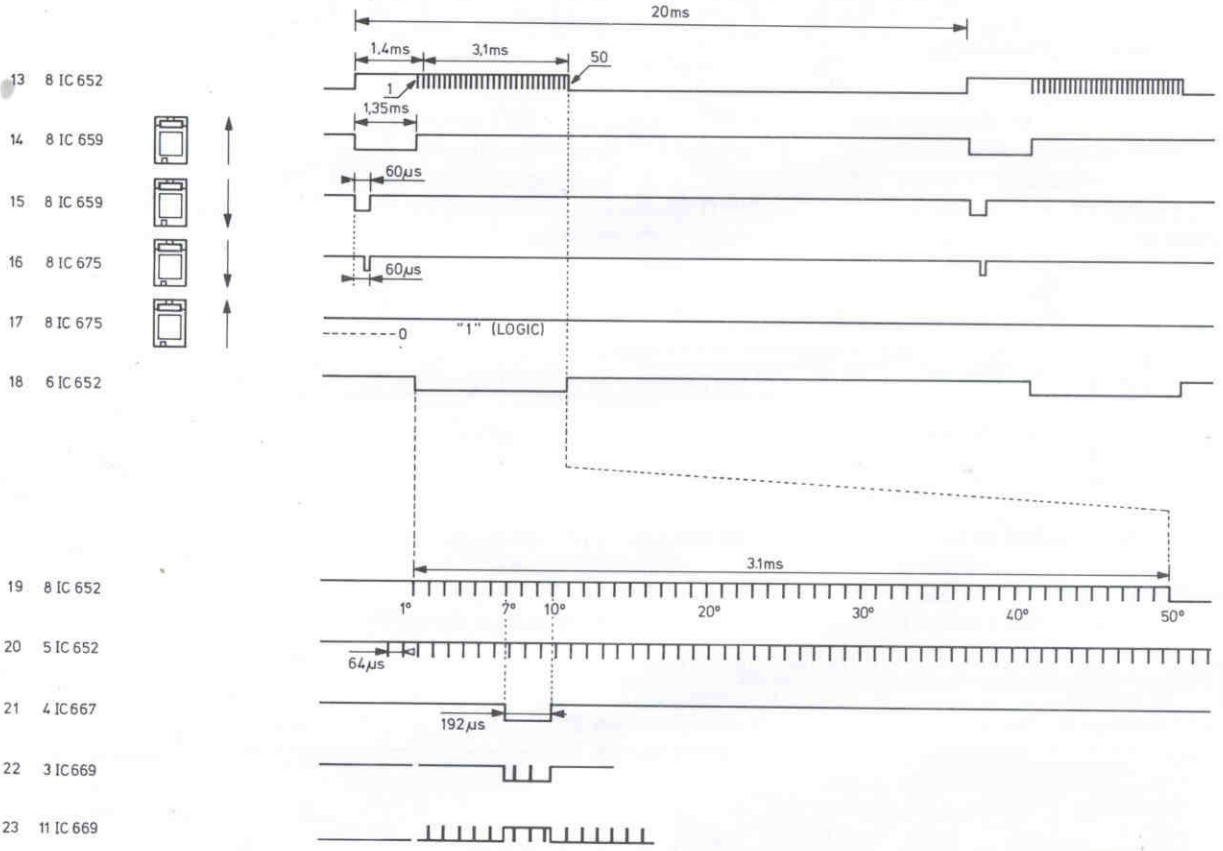 20ms
1,4ms 3,1ms 50
13 8 IC 652
1
1,35ms
14 8 IC 659
60µs
15 8 IC 659
16 8 IC 675
60µs
17 8 IC 675
0 "1" (LOGIC)
18 6 IC 652
3.1ms
19 8 IC 652
1° 7° 10° 20° 30° 40° 50°
20 5 IC 652
64µs
21 4 IC 667
192µs
22 3 IC 669
23 11 IC 669